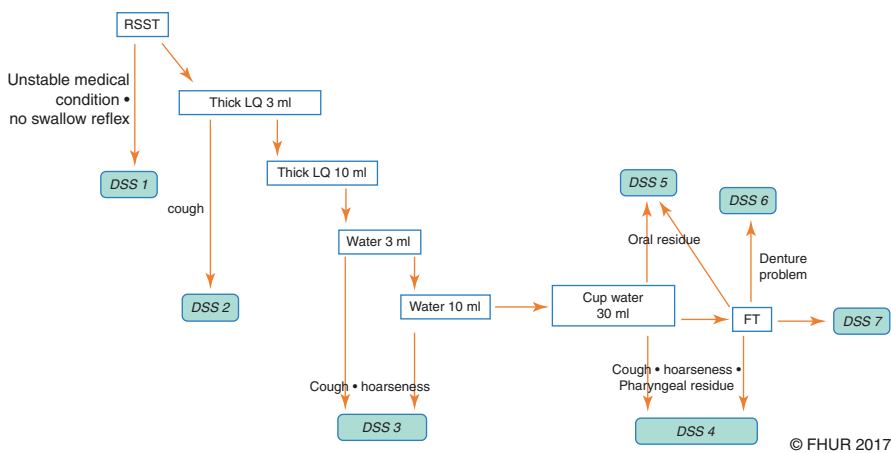 RSST
Unstable medical
condition •
no swallow reflex
Thick LQ 3 ml
DSS 1
cough
Thick LQ 10 ml
Water 3 ml
DSS 2
Water 10 ml
Cough • hoarseness
DSS 3
Cup water
30 ml
DSS 5
Oral residue
DSS 6
Denture
problem
FT
DSS 7
Cough • hoarseness •
Pharyngeal residue
DSS 4
© FHUR 2017